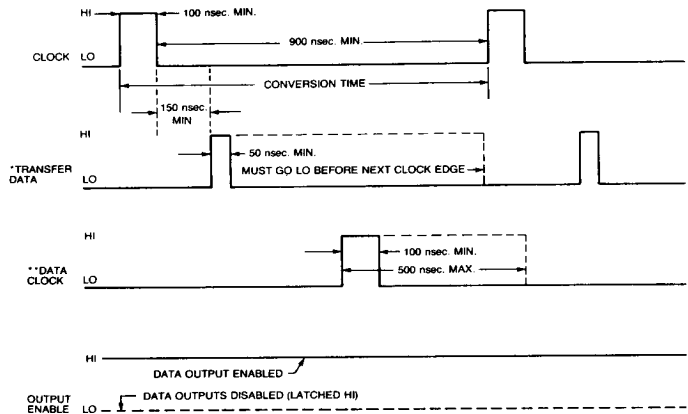 HI
100 nsec. MIN.
900 nsec. MIN.
CLOCK
LO
CONVERSION TIME
150 nsec.
MIN
HI
50 nsec. MIN.
*TRANSFER
DATA
MUST GO LO BEFORE NEXT CLOCK EDGE
LO
HI
100 nsec. MIN.
**DATA
CLOCK
500 nsec. MAX.
LO
HI
DATA OUTPUT ENABLED
OUTPUT
ENABLE
LO
DATA OUTPUTS DISABLED (LATCHED HI)